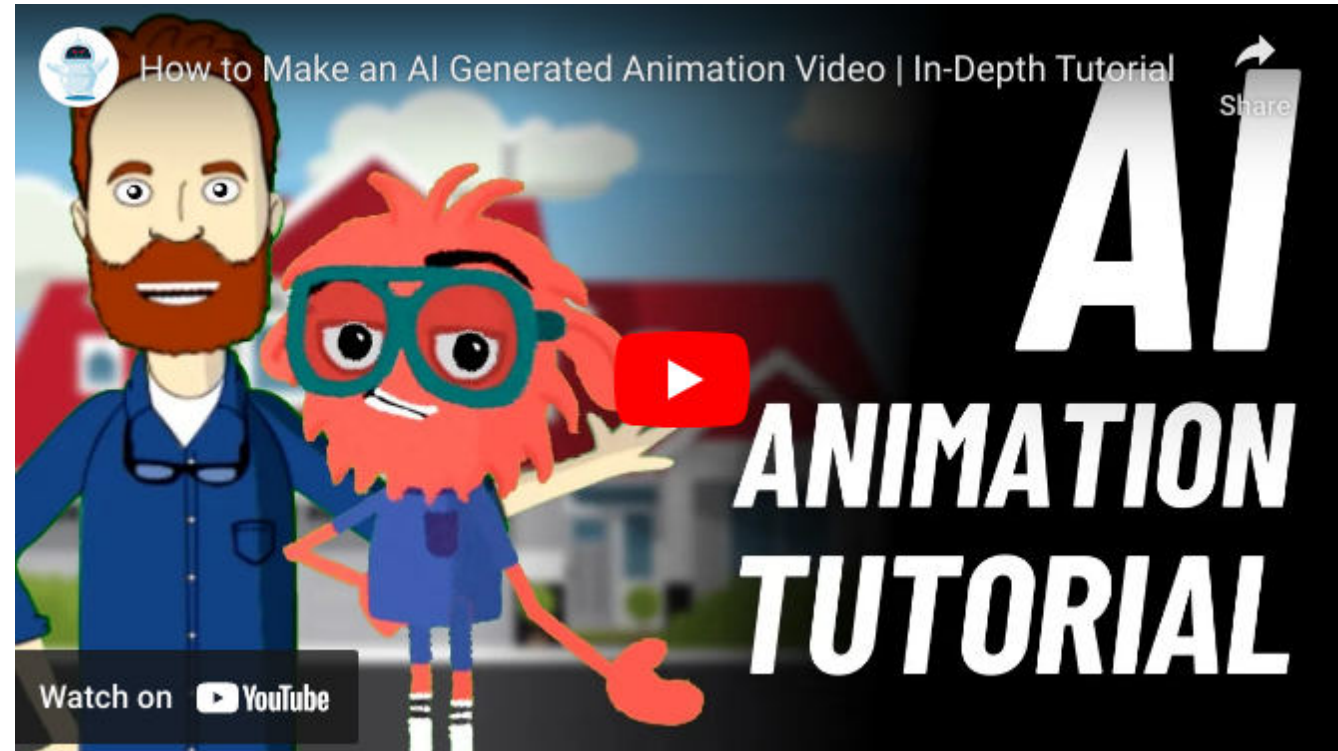 How to Make an AI Generated Animation Video | In-Depth Tutorial
Share
AI
ANIMATION
TUTORIAL
Watch on YouTube